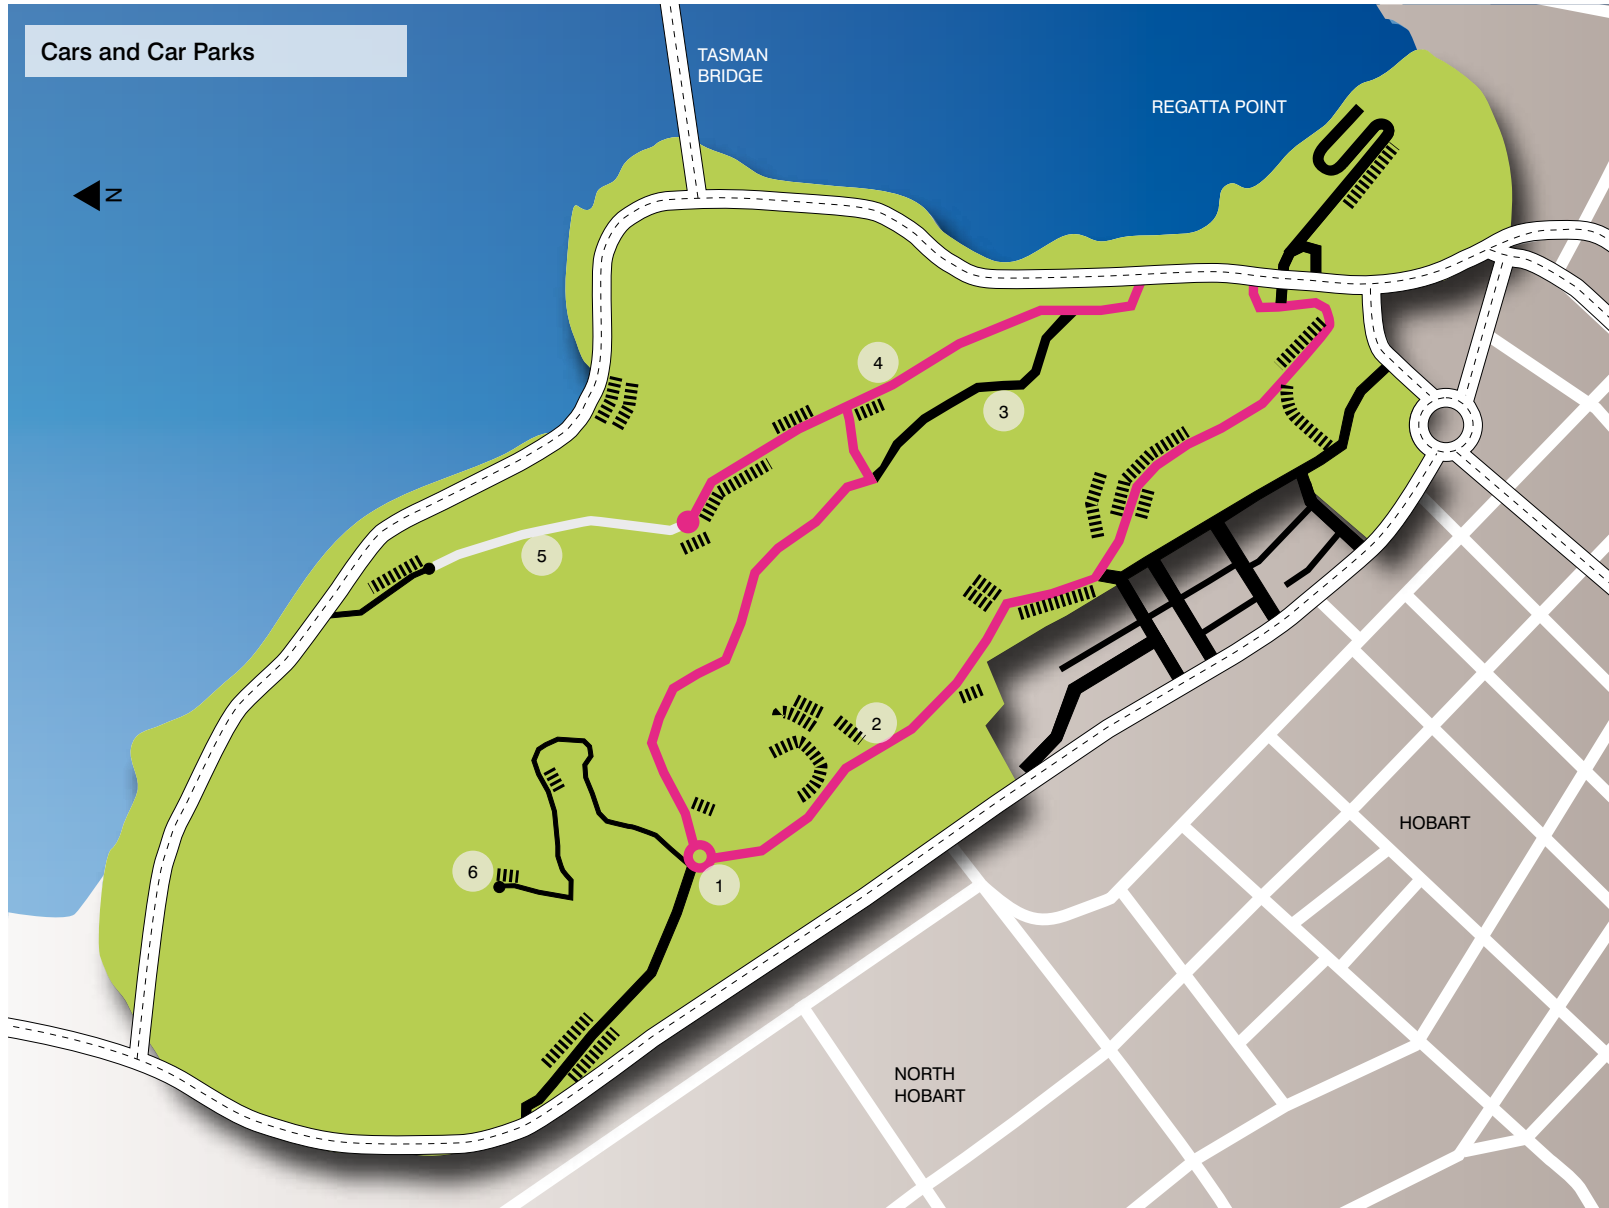 Cars and Car Parks
TASMAN
BRIDGE
REGATTA POINT
N
4
3
5
2
6
1
HOBART
NORTH
HOBART